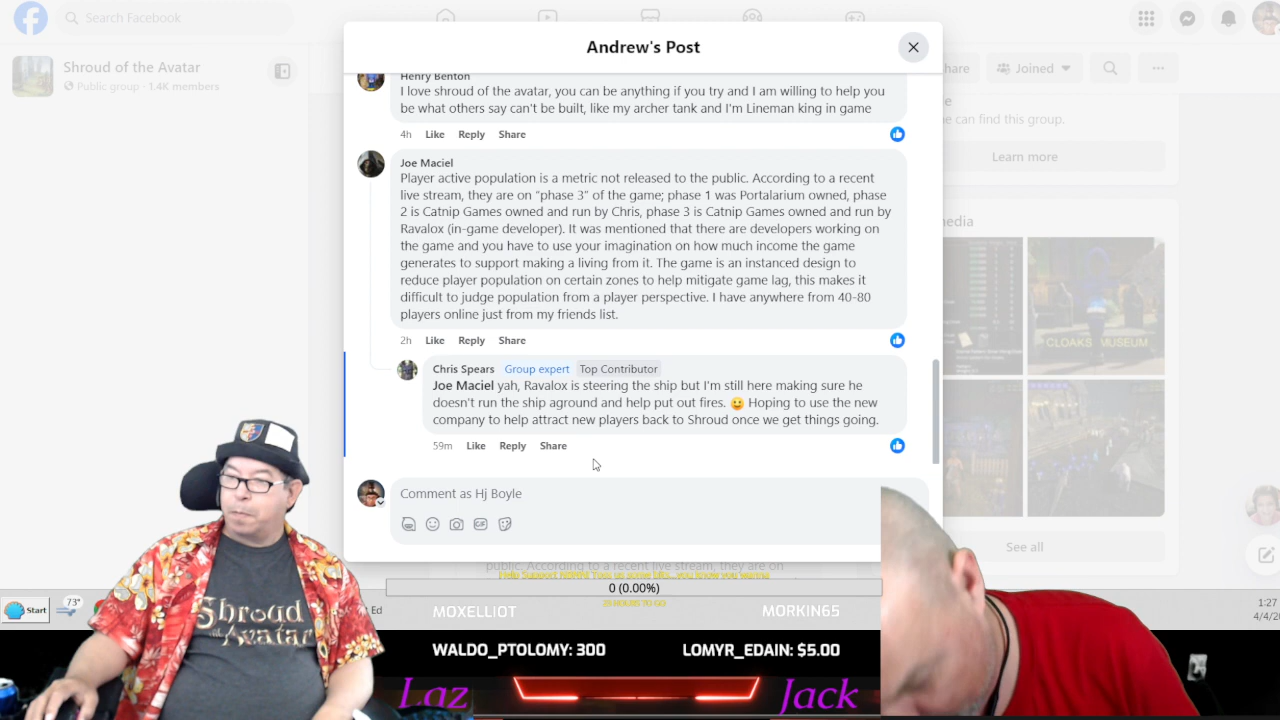 Search Facebook
Andrew's Post
Shroud of the Avatar
Public group · 1.4K members
Joined
Henry Benton
I love shroud of the avatar, you can be anything if you try and I am willing to help you
be what others say can't be built, like my archer tank and I'm Lineman king in game
can find this group.
4h Like Reply Share
Learn more
Joe Maciel
Player active population is a metric not released to the public. According to a recent
live stream, they are on “phase 3” of the game; phase 1 was Portalarium owned, phase
2 is Catnip Games owned and run by Chris, phase 3 is Catnip Games owned and run by
Ravalox (in-game developer). It was mentioned that there are developers working on
the game and you have to use your imagination on how much income the game
generates to support making a living from it. The game is an instanced design to
reduce player population on certain zones to help mitigate game lag, this makes it
difficult to judge population from a player perspective. I have anywhere from 40-80
players online just from my friends list.
CLOAKS MUSEUM
2h Like Reply Share
Chris Spears Group expert Top Contributor
Joe Maciel yah, Ravalox is steering the ship but I'm still here making sure he
doesn't run the ship aground and help put out fires. 😀 Hoping to use the new
company to help attract new players back to Shroud once we get things going.
59m Like Reply Share
Comment as Hj Boyle
GIF
See all
population. According to a recent live stream, they are on
0 (0.00%)
Start
73°
Ed
MOXELLIOT MORKIN65
1:27
4/4/2
Shroud
of the
Avatar
WALDO_PTOLOMY: 300 LOMYR_EDAIN: $5.00
Laz Jack